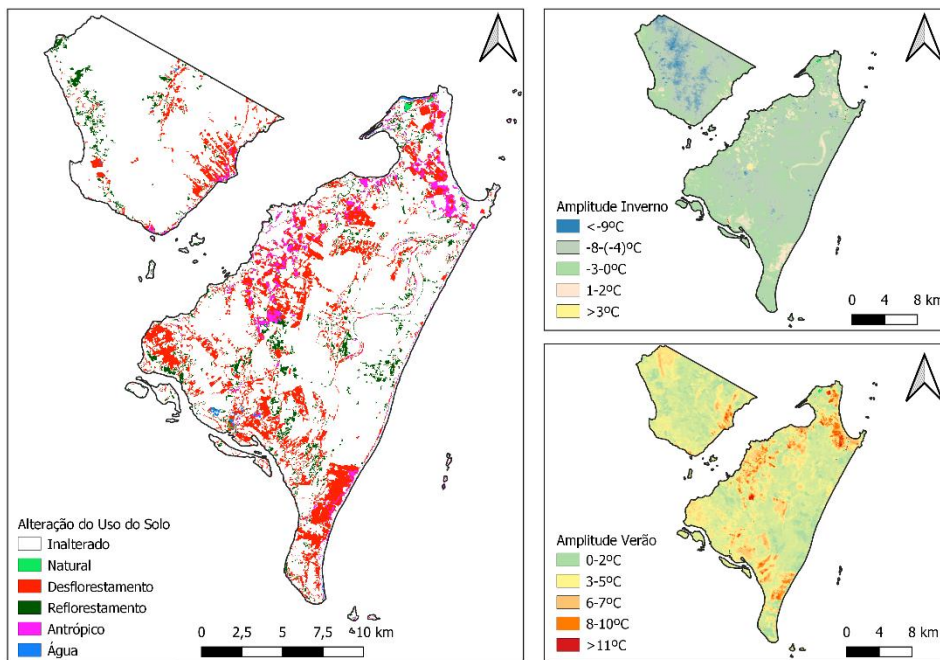 Alteração do Uso do Solo
Inalterado
Natural
Desflorestamento
Reflorestamento
Antrópico
Água
0 2,5 5 7,5 10 km
Amplitude Inverno
<-9ºC
-8-(-4)ºC
-3-0ºC
1-2ºC
>3ºC
0 4 8 km
Amplitude Verão
0-2ºC
3-5ºC
6-7ºC
8-10ºC
>11ºC
0 4 8 km